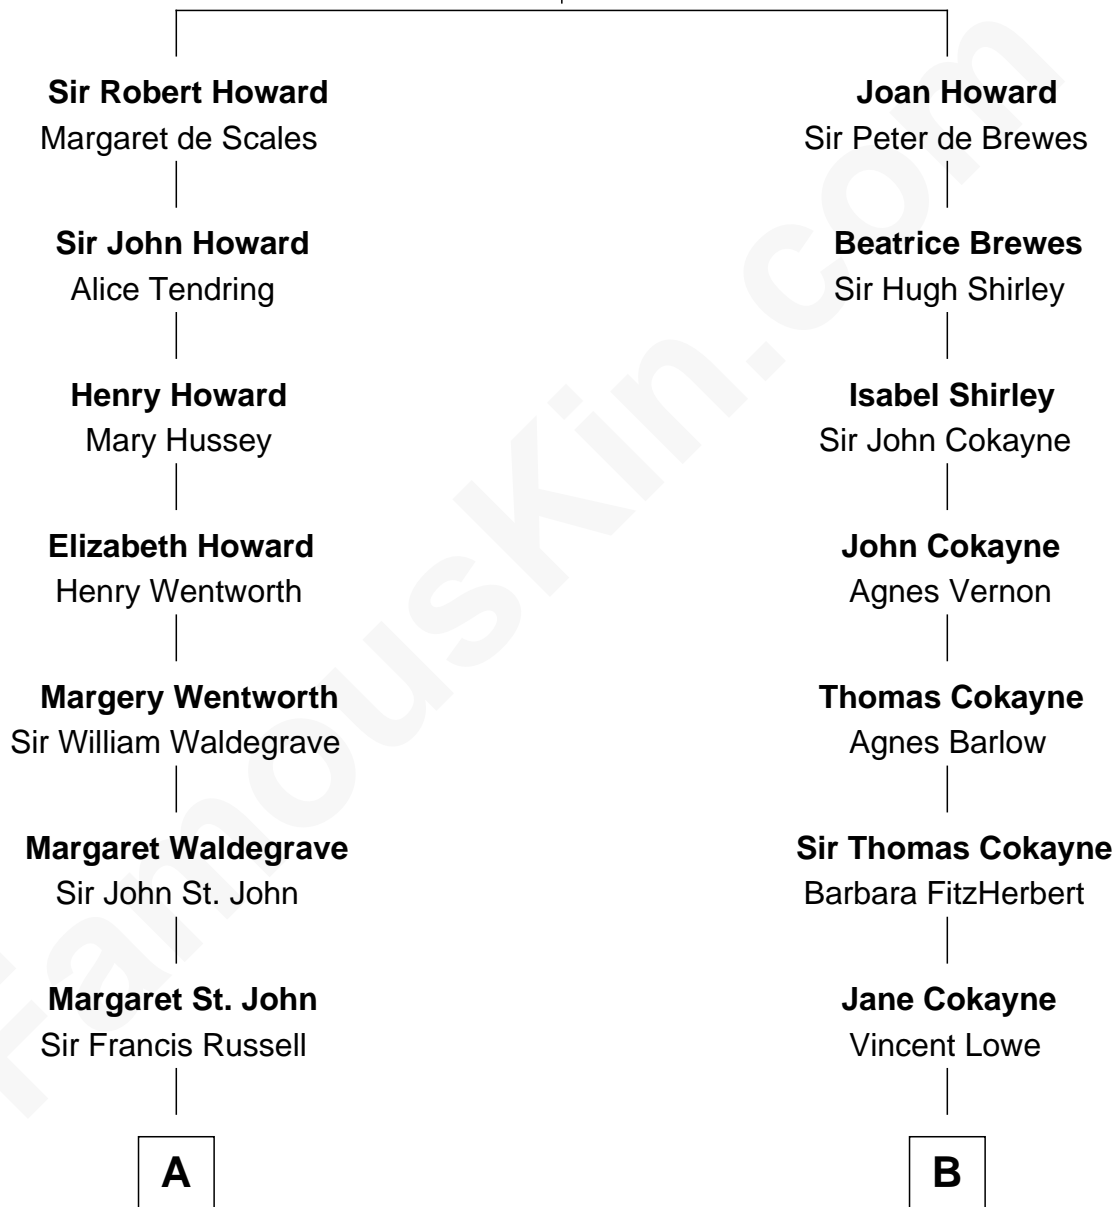 Sir Robert Howard
Margaret de Scales
Sir John Howard
Alice Tendring
Henry Howard
Mary Hussey
Elizabeth Howard
Henry Wentworth
Margery Wentworth
Sir William Waldegrave
Margaret Waldegrave
Sir John St. John
Margaret St. John
Sir Francis Russell
A
Joan Howard
Sir Peter de Brewes
Beatrice Brewes
Sir Hugh Shirley
Isabel Shirley
Sir John Cokayne
John Cokayne
Agnes Vernon
Thomas Cokayne
Agnes Barlow
Sir Thomas Cokayne
Barbara FitzHerbert
Jane Cokayne
Vincent Lowe
B
FamousKin.com